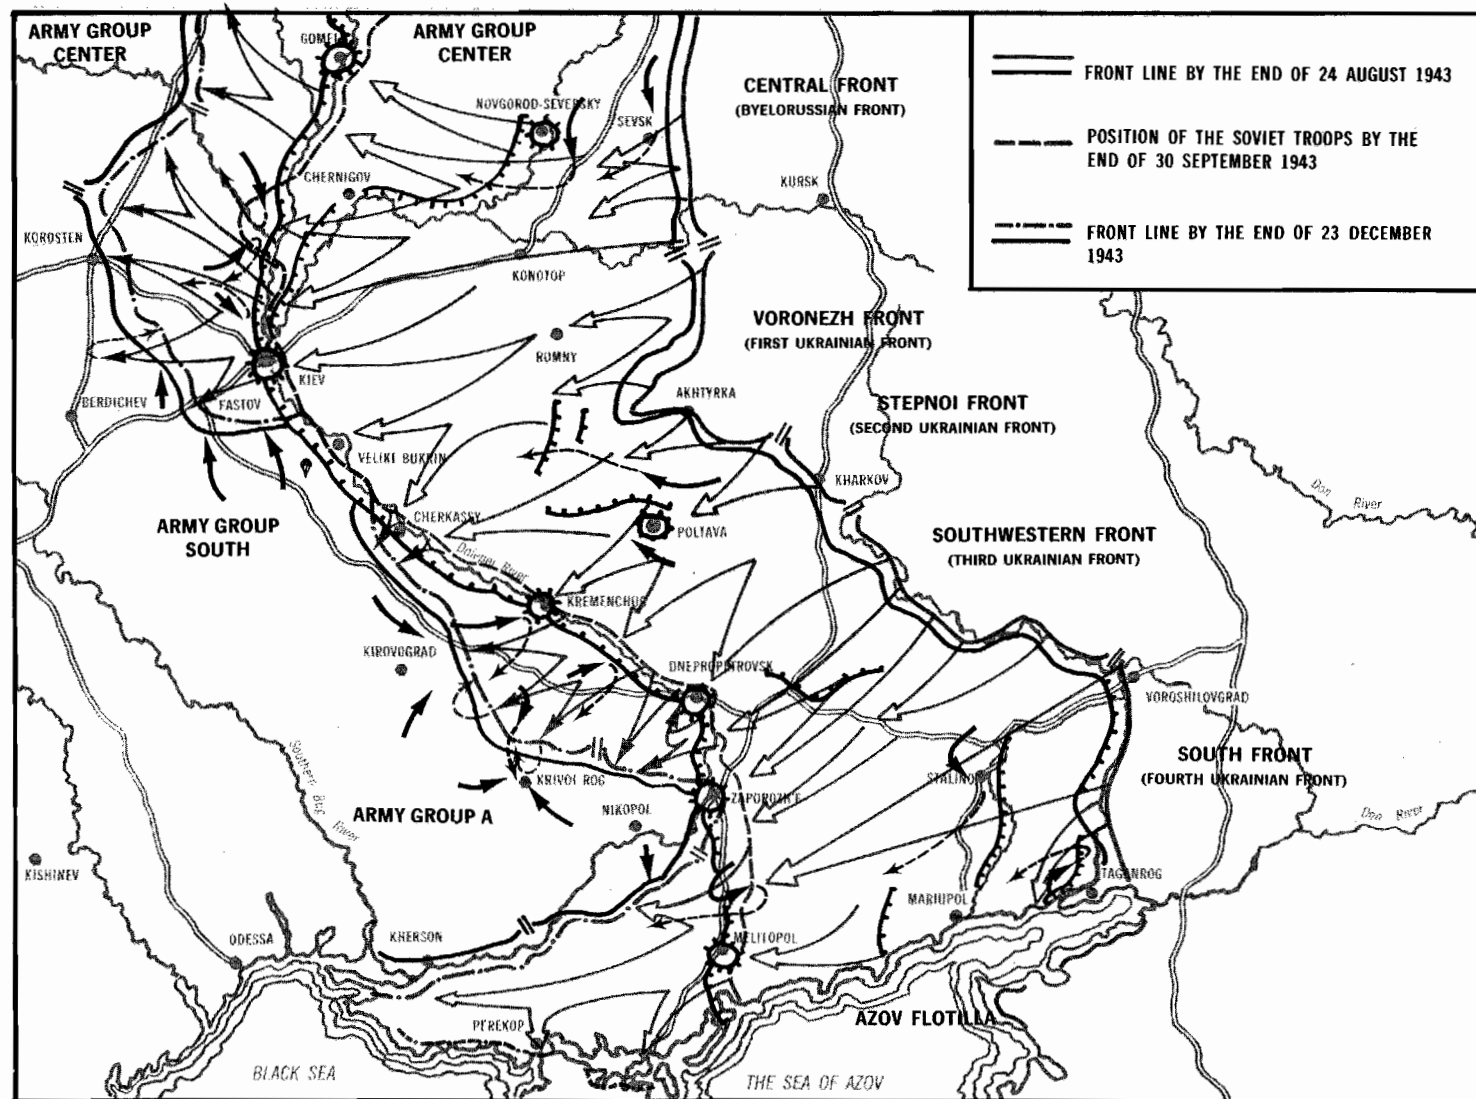 ARMY GROUP
CENTER
GOMEL
ARMY GROUP
CENTER
FRONT LINE BY THE END OF 24 AUGUST 1943
POSITION OF THE SOVIET TROOPS BY THE
END OF 30 SEPTEMBER 1943
FRONT LINE BY THE END OF 23 DECEMBER
1943
CENTRAL FRONT
(BYELORUSSIAN FRONT)
NOVGOROD-SEVERSKY
SEVSK
CHERNIGOV
KURSK
KOROSTEN
KONOTOP
VORONEZH FRONT
(FIRST UKRAINIAN FRONT)
ROMNY
KIEV
BERDICHEV
FASTOV
AKHTYRKA
STEPNOI FRONT
(SECOND UKRAINIAN FRONT)
VELIKI BUKRIN
KHARKOV
Don River
ARMY GROUP
SOUTH
CHERKASSY
POLTAVA
SOUTHWESTERN FRONT
(THIRD UKRAINIAN FRONT)
Dnieper River
KREMENCHUG
KIROVOGRAD
DNEPROPETROVSK
VOROSHILOVGRAD
Southern Bug River
SOUTH FRONT
(FOURTH UKRAINIAN FRONT)
KRIVOI ROG
STALINO
ZAPOROZH'E
ARMY GROUP A
NIKOPOL
Don River
KISHINEV
TAGANROG
MARIUPOL
ODESSA
KHERSON
MELITOPOL
AZOV FLOTILLA
PEREKOP
BLACK SEA
THE SEA OF AZOV